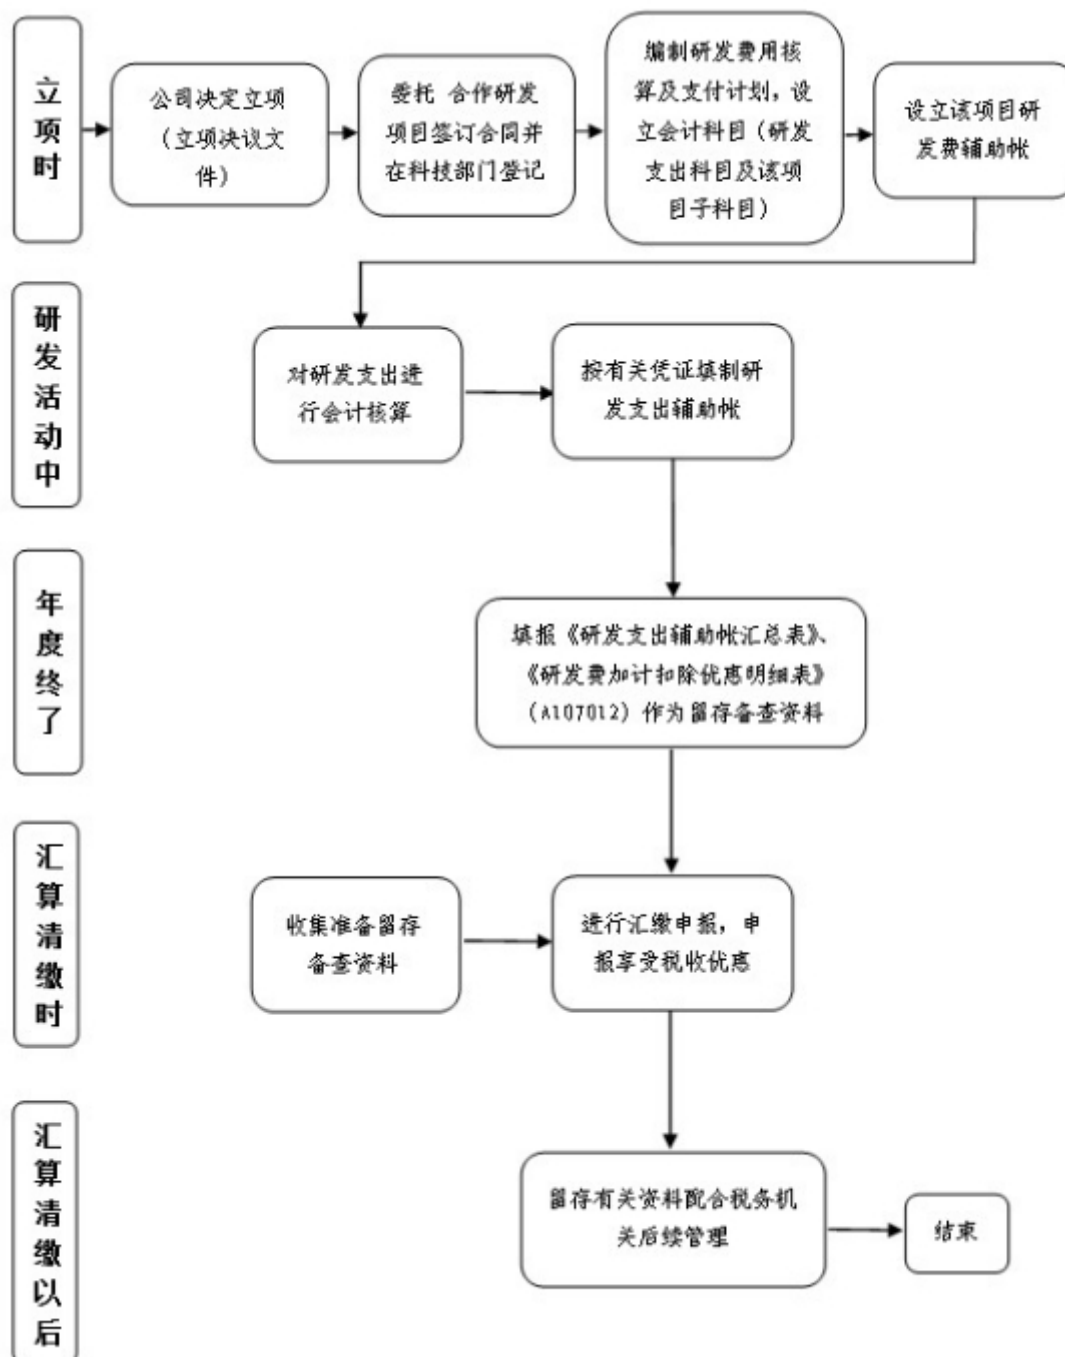 立项时
公司决定立项
（立项决议文
件）
委托 合作研发
项目签订合同并
在科技部门登记
编制研发费用核
算及支付计划，设
立会计科目（研发
支出科目及该项
目子科目）
设立该项目研
发费辅助帐
研发活动中
对研发支出进
行会计核算
按有关凭证填制研
发支出辅助帐
年度终了
填报《研发支出辅助帐汇总表》、
《研发费加计扣除优惠明细表》
（A107012）作为留存备查资料
汇算清缴时
收集准备留存
备查资料
进行汇缴申报，申
报享受税收优惠
汇算清缴以后
留存有关资料配合税务机
关后续管理
结束